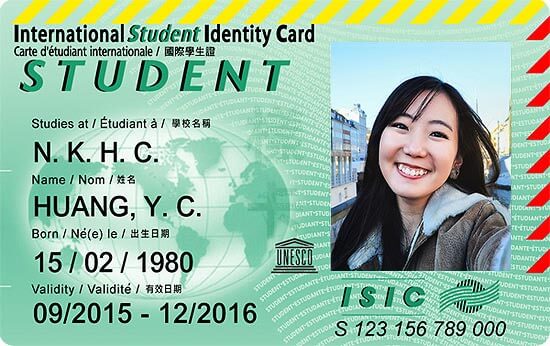 International Student Identity Card
Carte d'étudiant internationale / 國際學生證
STUDENT
Studies at / Étudiant à / 學校名稱
N. K. H. C.
Name / Nom / 姓名
HUANG, Y. C.
Born / Né(e) le / 出生日期
15 / 02 / 1980
Validity / Validité / 有效日期
09/2015 - 12/2016
UNESCO
ISIC
S 123 156 789 000